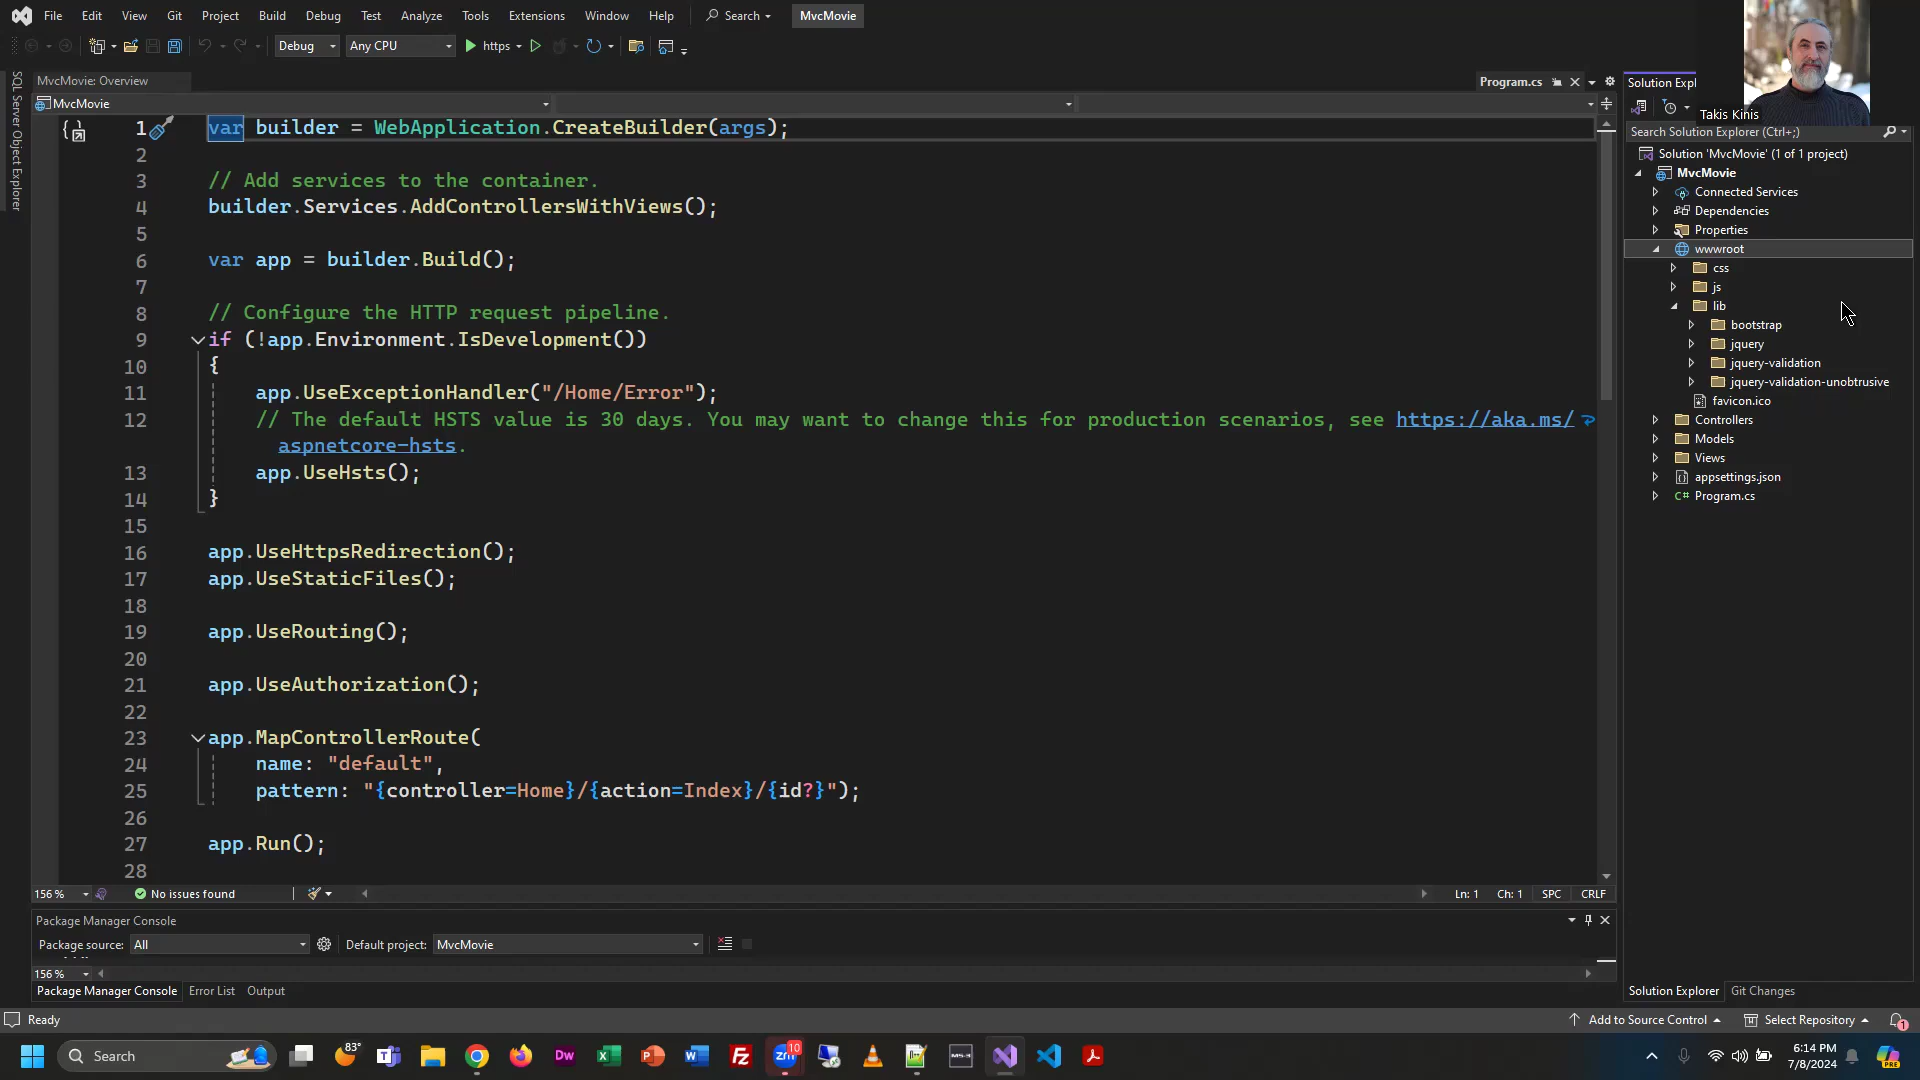 File Edit View Git Project Build Debug Test Analyze Tools Extensions Window Help Search MvcMovie
Debug Any CPU https
SQL Server Object Explorer
MvcMovie: Overview Program.cs
MvcMovie
1 var builder = WebApplication.CreateBuilder(args);
2
3 // Add services to the container.
4 builder.Services.AddControllersWithViews();
5
6 var app = builder.Build();
7
8 // Configure the HTTP request pipeline.
9 if (!app.Environment.IsDevelopment())
10 {
11 app.UseExceptionHandler("/Home/Error");
12 // The default HSTS value is 30 days. You may want to change this for production scenarios, see https://aka.ms/
aspnetcore-hsts.
13 app.UseHsts();
14 }
15
16 app.UseHttpsRedirection();
17 app.UseStaticFiles();
18
19 app.UseRouting();
20
21 app.UseAuthorization();
22
23 app.MapControllerRoute(
24 name: "default",
25 pattern: "{controller=Home}/{action=Index}/{id?}");
26
27 app.Run();
28
156 % No issues found Ln: 1 Ch: 1 SPC CRLF
Package Manager Console
Package source: All Default project: MvcMovie
156 %
Package Manager Console Error List Output
Solution Expl
Takis Kinis
Search Solution Explorer (Ctrl+;)
Solution 'MvcMovie' (1 of 1 project)
MvcMovie
Connected Services
Dependencies
Properties
wwwroot
css
js
lib
bootstrap
jquery
jquery-validation
jquery-validation-unobtrusive
favicon.ico
Controllers
Models
Views
appsettings.json
C# Program.cs
Solution Explorer Git Changes
Ready Add to Source Control Select Repository 1
Search 83° Dw zm 10 6:14 PM
7/8/2024
PRE